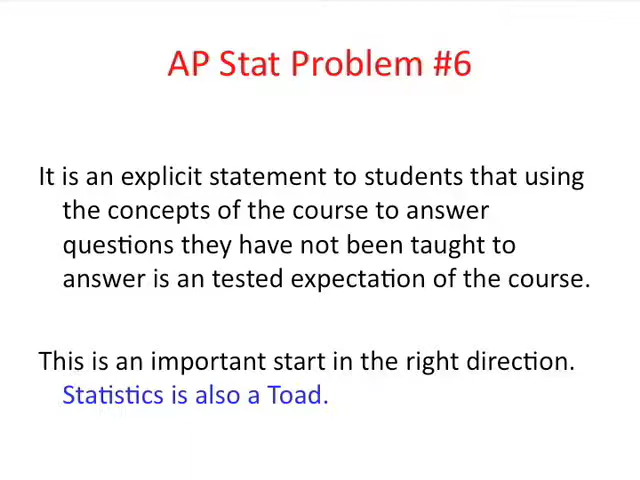 AP Stat Problem #6
It is an explicit statement to students that using
the concepts of the course to answer
questions they have not been taught to
answer is an tested expectation of the course.
This is an important start in the right direction.
Statistics is also a Toad.